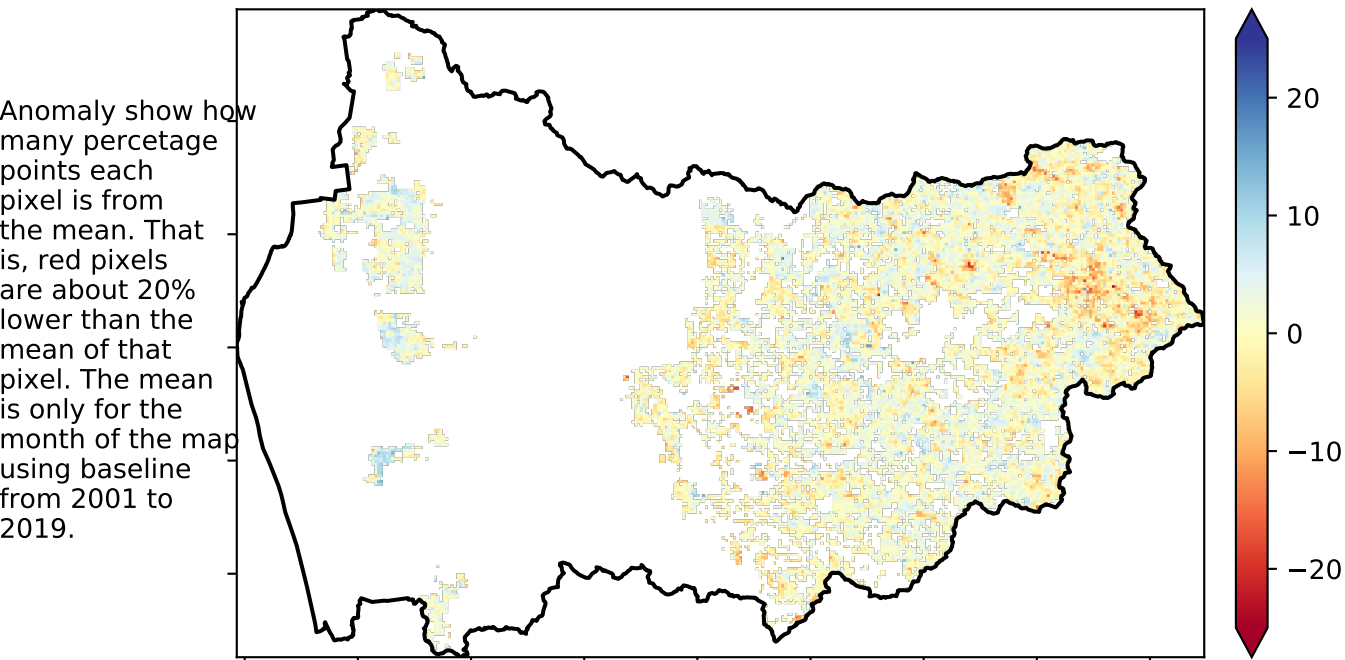 Anomaly show how
many percetage
points each
pixel is from
the mean. That
is, red pixels
are about 20%
lower than the
mean of that
pixel. The mean
is only for the
month of the map
using baseline
from 2001 to
2019.
20
10
0
−10
−20